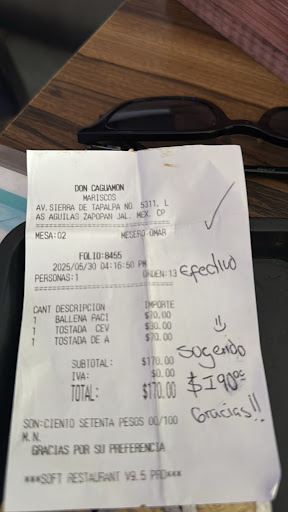 DON CAGUAMON
MARISCOS
AV. SIERRA DE TAPALPA NO. 5311, L
AS AGUILAS ZAPOPAN JAL. MEX. CP
MESA:02 MESERO:OMAR
FOLIO:8455
2025/05/30 04:16:50 PM
PERSONAS:1 ORDEN:13
CANT DESCRIPCION IMPORTE
1 BALLENA PACI $70.00
1 TOSTADA CEV $30.00
1 TOSTADA DE A $70.00
SUBTOTAL: $170.00
IVA: $0.00
TOTAL: $170.00
SON:CIENTO SETENTA PESOS 00/100
M.N.
GRACIAS POR SU PREFERENCIA
***SOFT RESTAURANT V9.5 PRO***
Efectivo
Sugerido
$190.00
Gracias!!